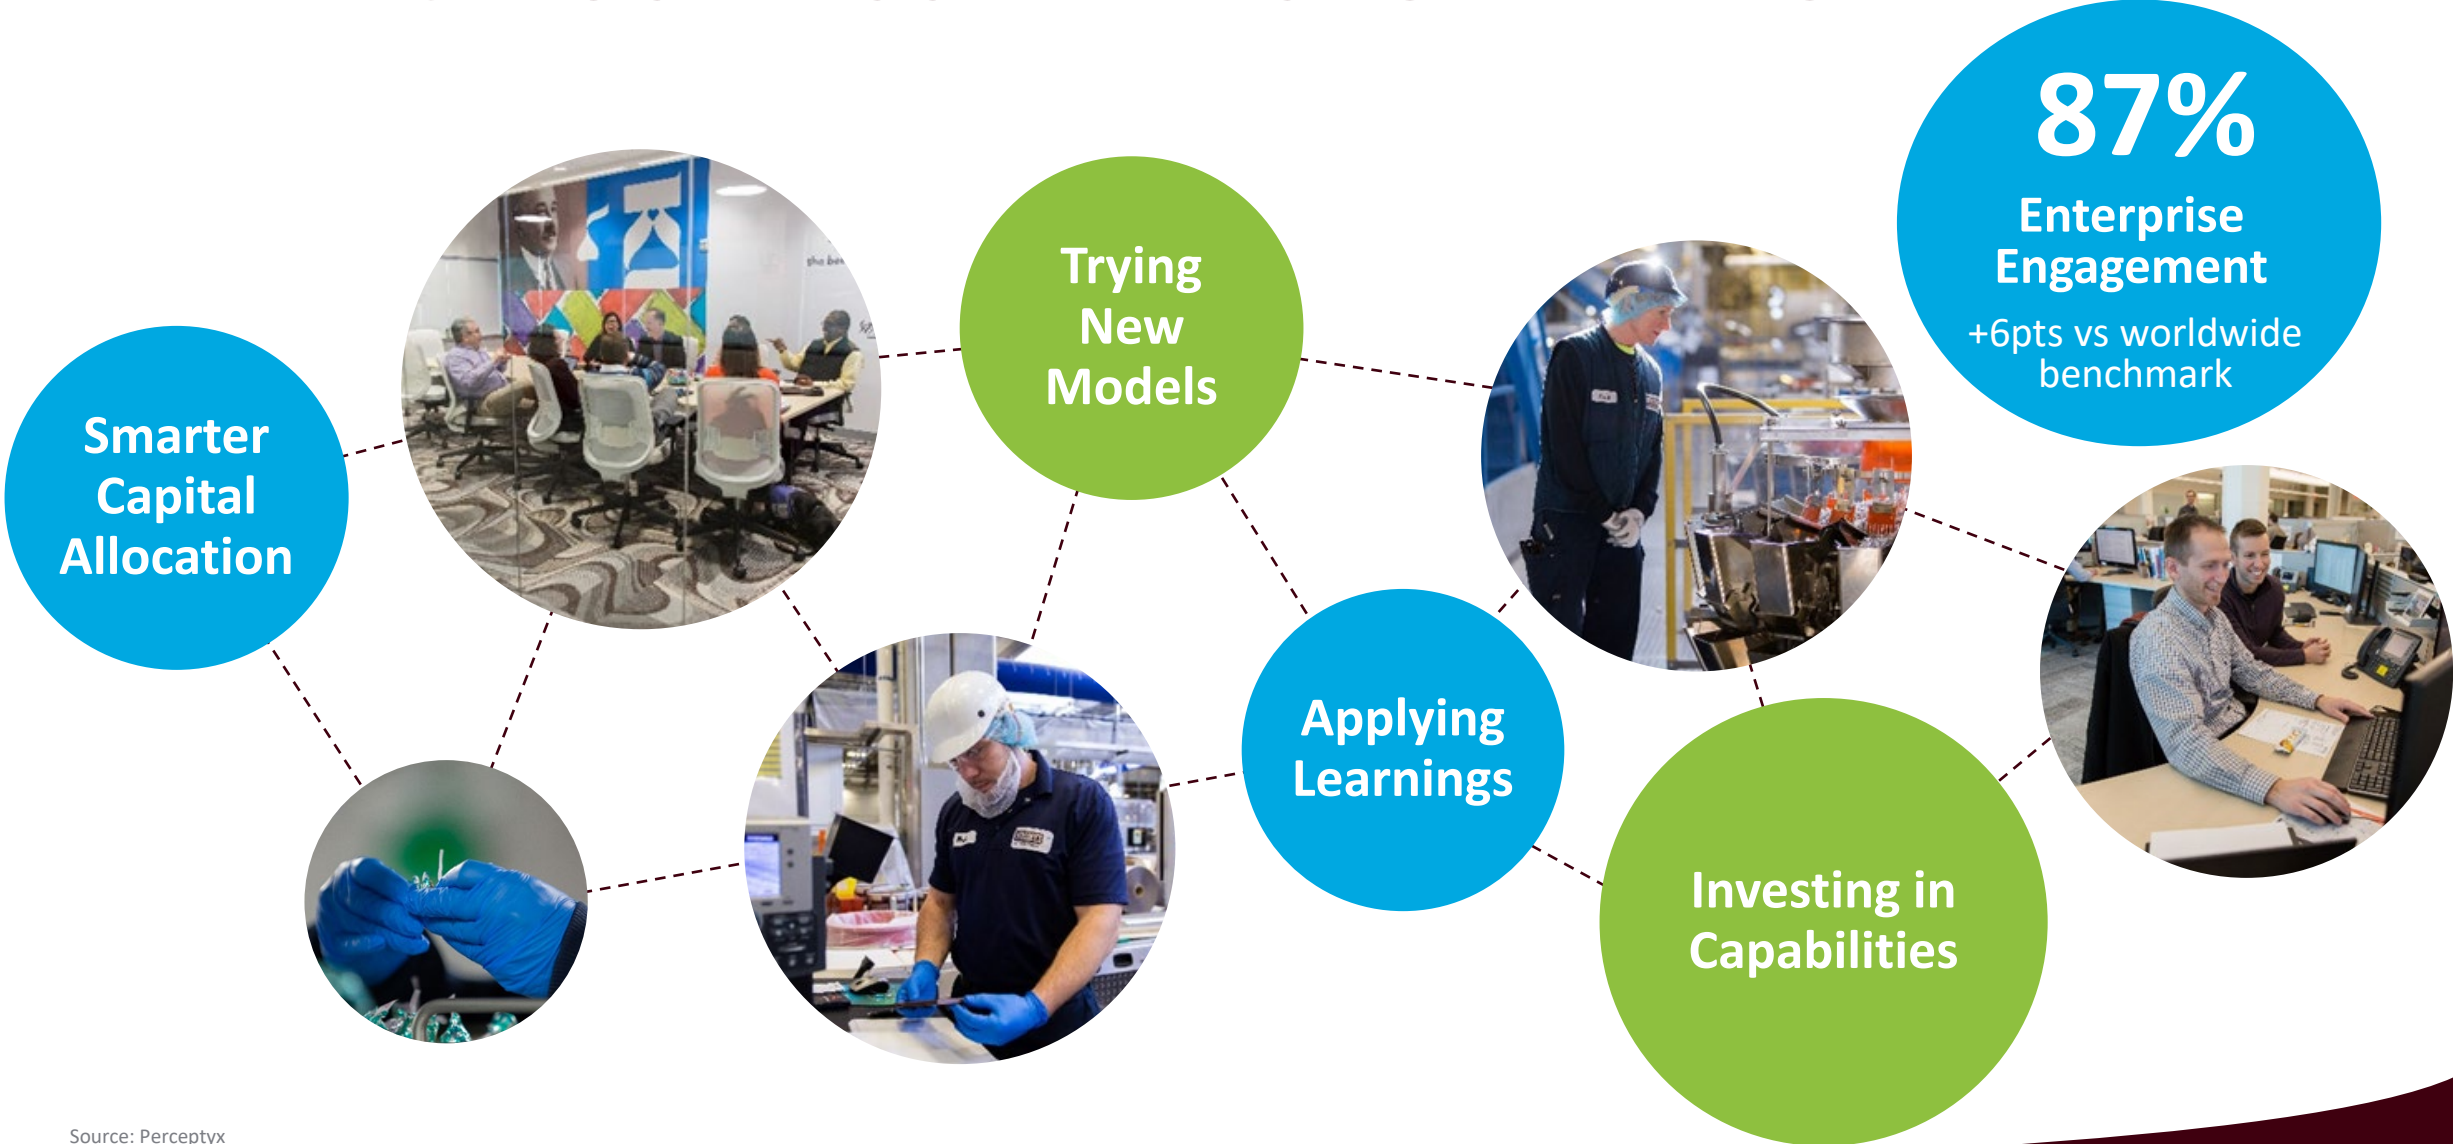 87%
Enterprise
Engagement
+6pts vs worldwide
benchmark
Trying
New
Models
Smarter
Capital
Allocation
Applying
Learnings
Investing in
Capabilities
Source: Perceptyx